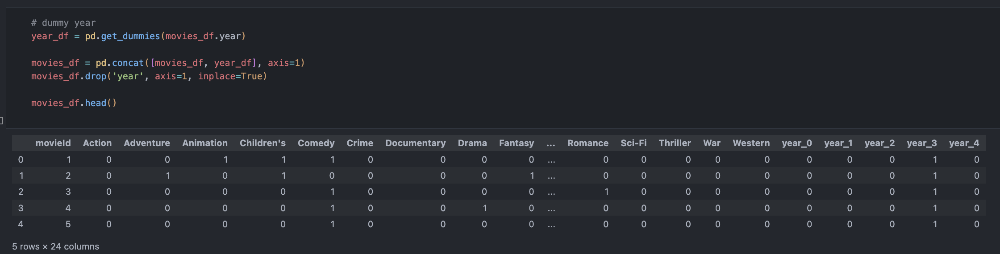 # dummy year
year_df = pd.get_dummies(movies_df.year)
movies_df = pd.concat([movies_df, year_df], axis=1)
movies_df.drop('year', axis=1, inplace=True)
movies_df.head()
]
movieId Action Adventure Animation Children's Comedy Crime Documentary Drama Fantasy ... Romance Sci-Fi Thriller War Western year_0 year_1 year_2 year_3 year_4
0 1 0 0 1 1 1 0 0 0 0 ... 0 0 0 0 0 0 0 0 1 0
1 2 0 1 0 1 0 0 0 0 1 ... 0 0 0 0 0 0 0 0 1 0
2 3 0 0 0 0 1 0 0 0 0 ... 1 0 0 0 0 0 0 0 1 0
3 4 0 0 0 0 1 0 0 1 0 ... 0 0 0 0 0 0 0 0 1 0
4 5 0 0 0 0 1 0 0 0 0 ... 0 0 0 0 0 0 0 0 1 0
5 rows × 24 columns